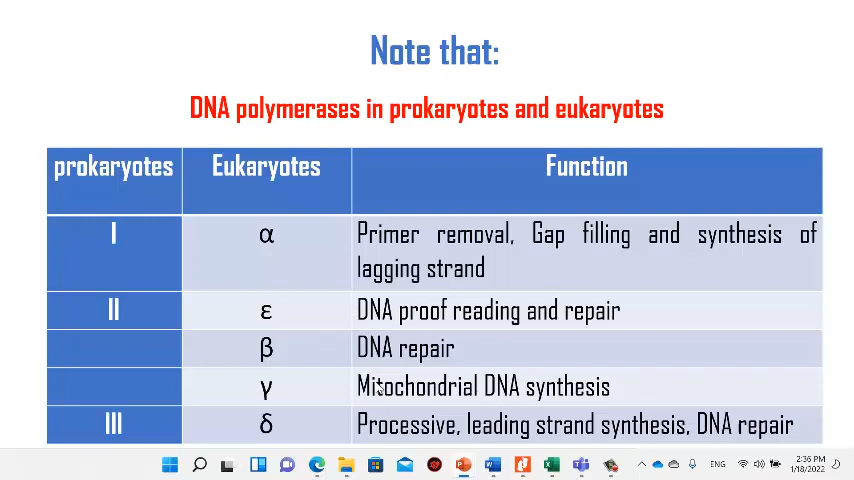 Note that:
DNA polymerases in prokaryotes and eukaryotes
prokaryotes Eukaryotes Function
I α Primer removal, Gap filling and synthesis of
lagging strand
II ε DNA proof reading and repair
β DNA repair
γ Mitochondrial DNA synthesis
III δ Processive, leading strand synthesis, DNA repair
ENG 2:36 PM
1/18/2022